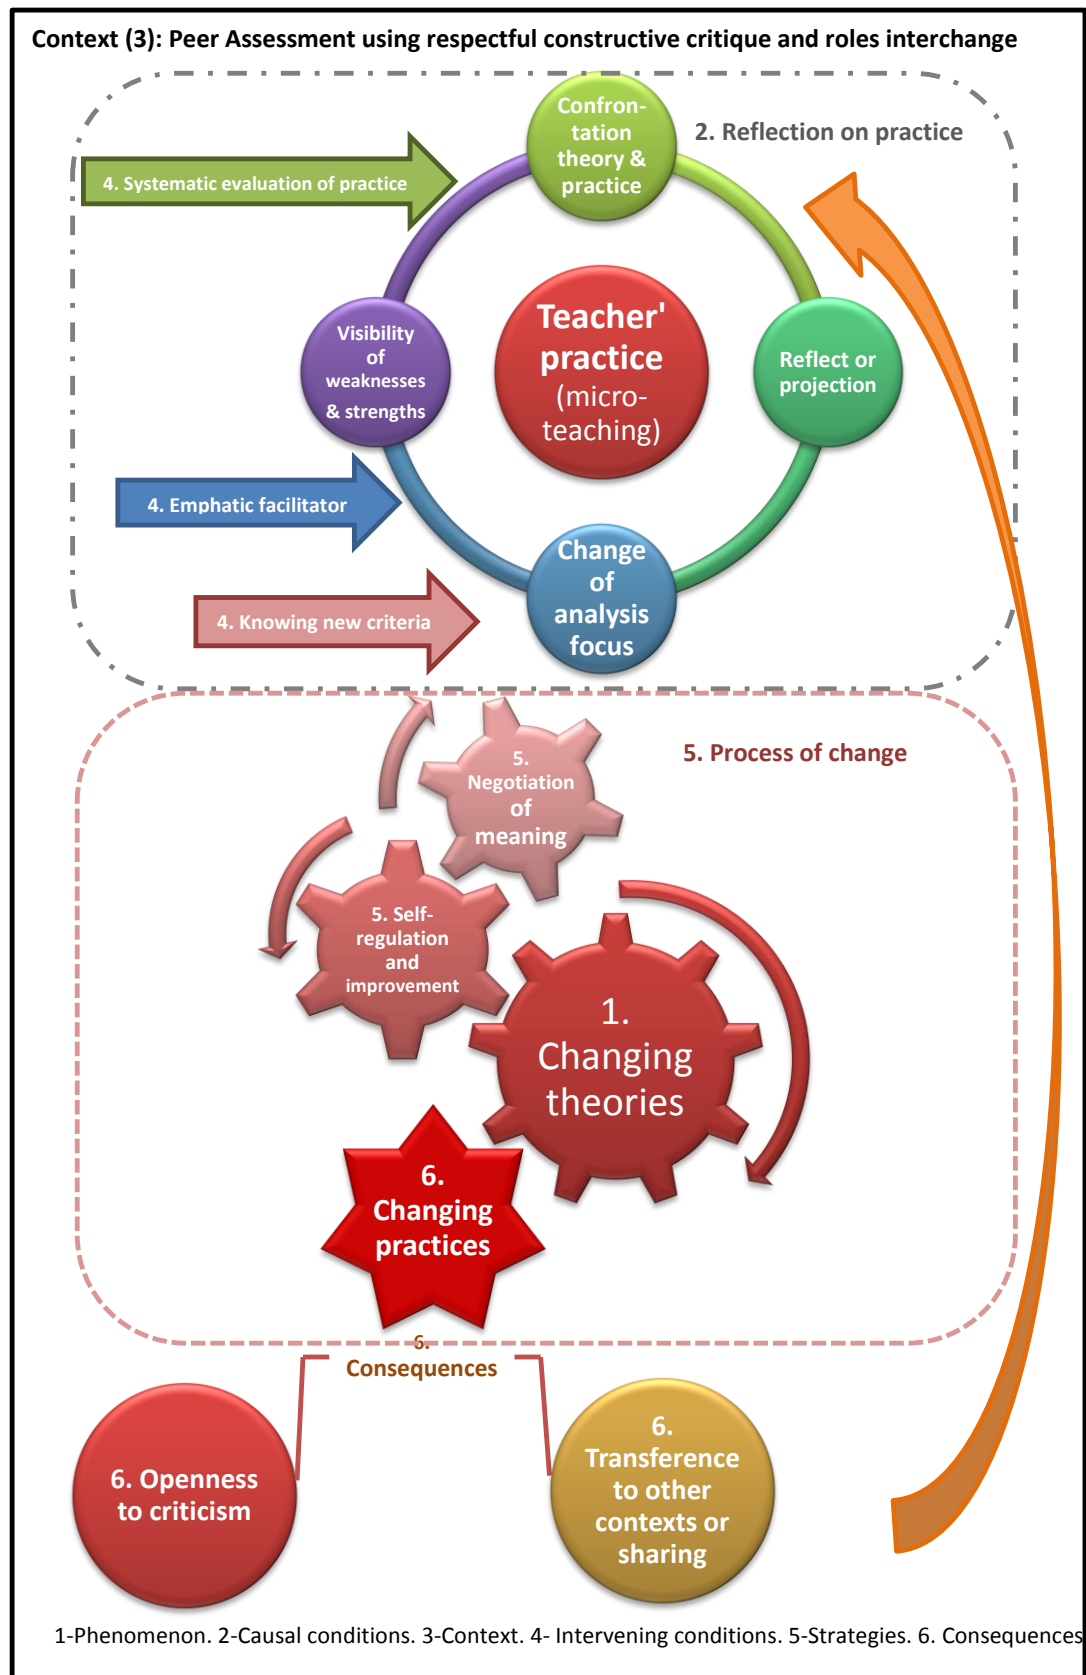 Context (3): Peer Assessment using respectful constructive critique and roles interchange
Confron-
tation
theory &
practice
2. Reflection on practice
4. Systematic evaluation of practice
Teacher'
practice
(micro-
teaching)
Visibility
of
weaknesses
& strengths
Reflect or
projection
4. Emphatic facilitator
Change
of
analysis
focus
4. Knowing new criteria
5.
Negotiation
of
meaning
5. Process of change
5. Self-
regulation
and
improvement
1.
Changing
theories
6.
Changing
practices
6.
Consequences
6. Openness
to criticism
6.
Transference
to other
contexts or
sharing
1-Phenomenon. 2-Causal conditions. 3-Context. 4- Intervening conditions. 5-Strategies. 6. Consequences